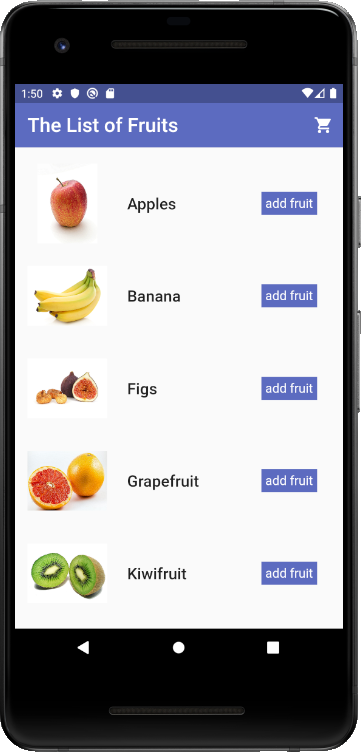 1:50
The List of Fruits
Apples add fruit
Banana add fruit
Figs add fruit
Grapefruit add fruit
Kiwifruit add fruit